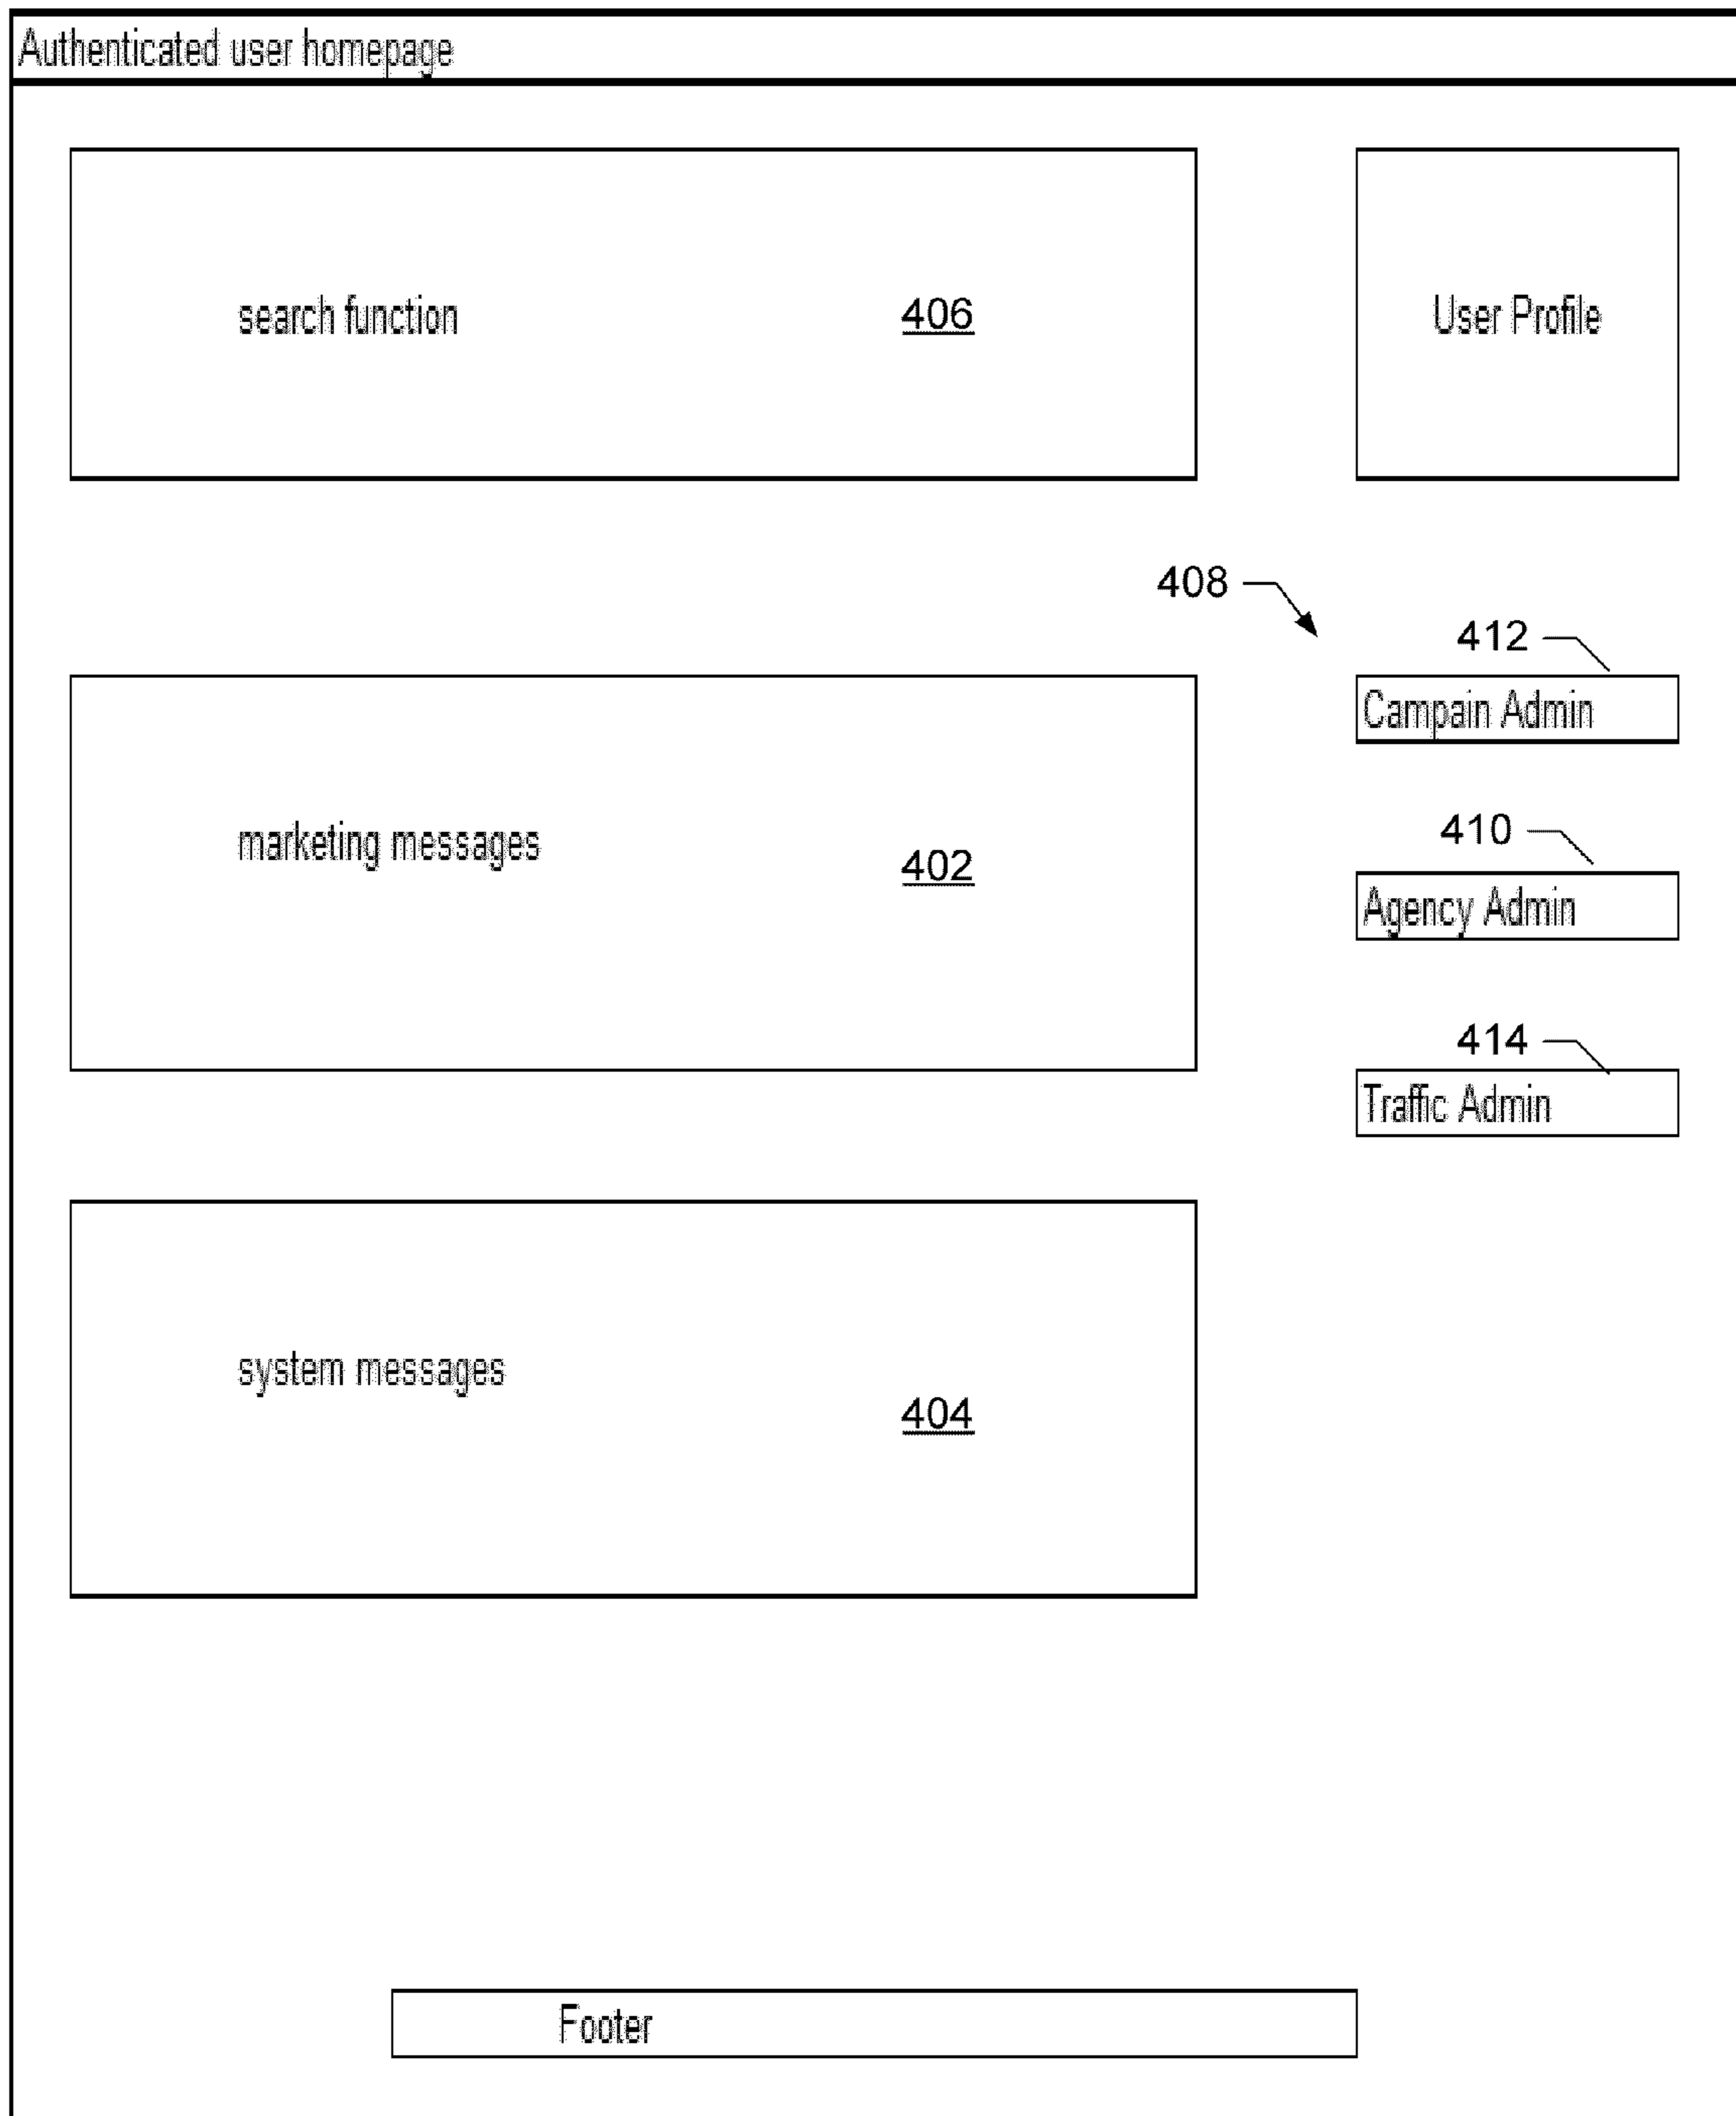 Authenticated user homepage
search function 406
User Profile
408
412
Campain Admin
marketing messages 402
410
Agency Admin
414
Traffic Admin
system messages
404
Footer